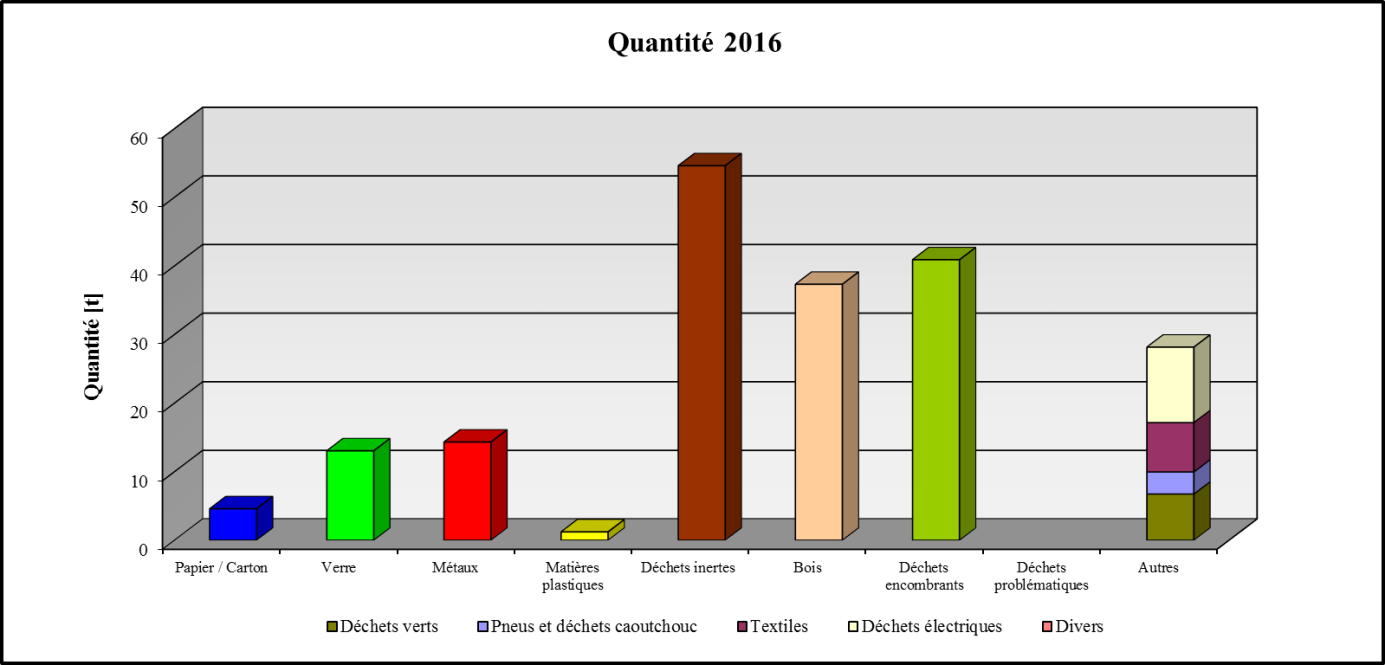 Quantité 2016
Quantité [t]
60
50
40
30
20
10
0
Papier / Carton
Verre
Métaux
Matières
plastiques
Déchets inertes
Bois
Déchets
encombrants
Déchets
problématiques
Autres
Déchets verts
Pneus et déchets caoutchouc
Textiles
Déchets électriques
Divers